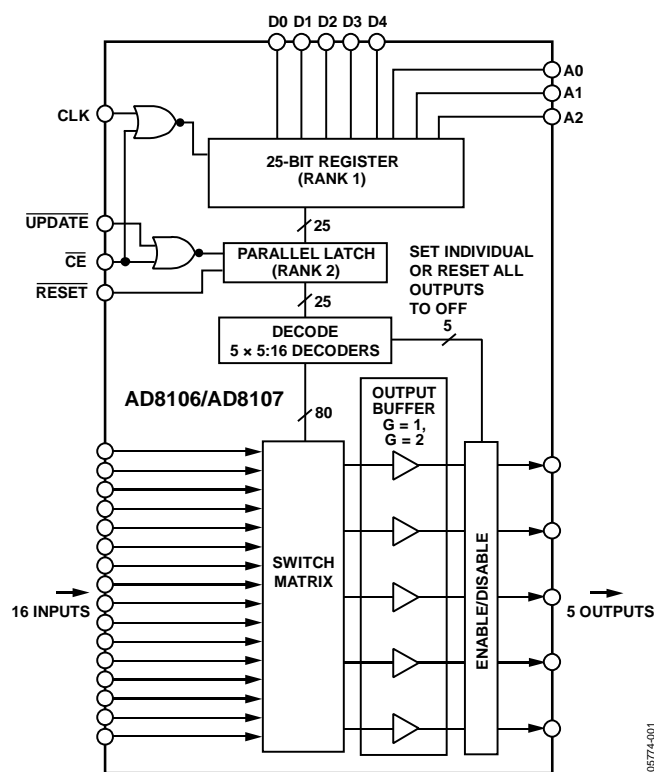 D0 D1 D2 D3 D4
A0
A1
A2
CLK
25-BIT REGISTER
(RANK 1)
25
UPDATE
CE
RESET
PARALLEL LATCH
(RANK 2)
25
SET INDIVIDUAL
OR RESET ALL
OUTPUTS
TO OFF
5
DECODE
5 × 5:16 DECODERS
AD8106/AD8107
80
OUTPUT
BUFFER
G = 1,
G = 2
SWITCH
MATRIX
ENABLE/DISABLE
16 INPUTS
5 OUTPUTS
05774-001